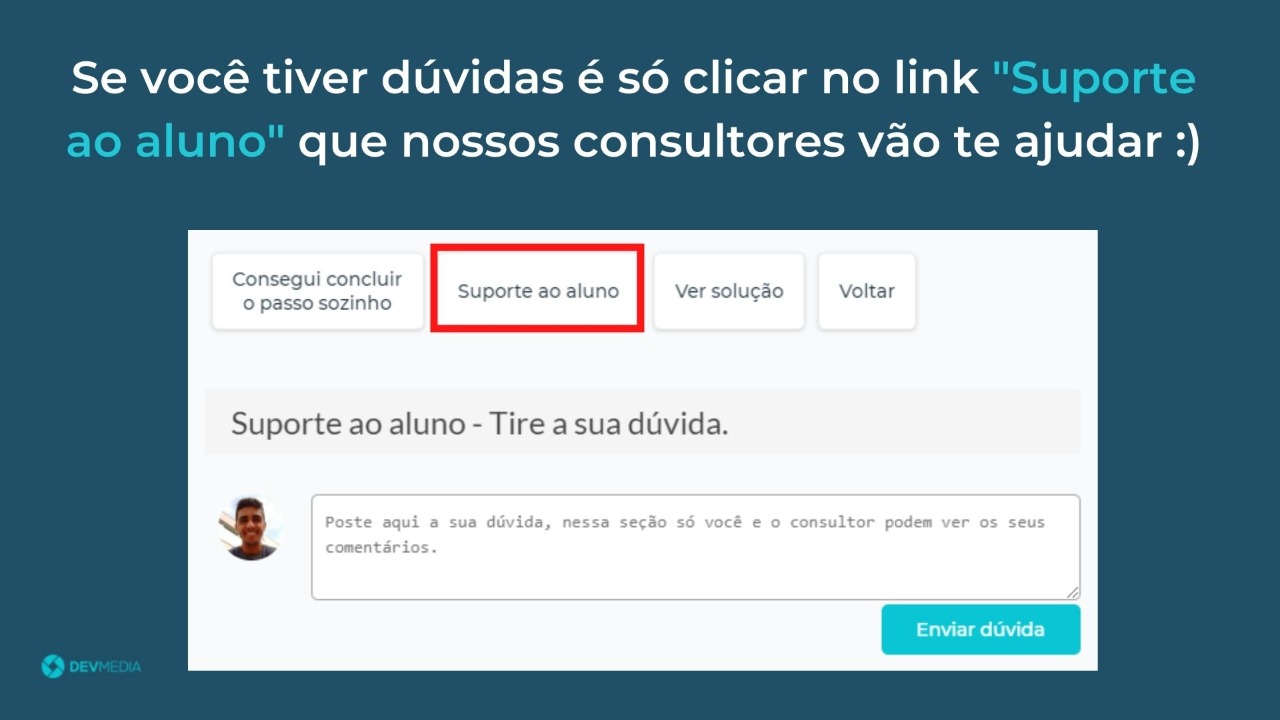 Se você tiver dúvidas é só clicar no link "Suporte
ao aluno" que nossos consultores vão te ajudar :)
Consegui concluir
o passo sozinho
Suporte ao aluno
Ver solução
Voltar
Suporte ao aluno - Tire a sua dúvida.
Poste aqui a sua dúvida, nessa seção só você e o consultor podem ver os seus
comentários.
Enviar dúvida
DEVMEDIA